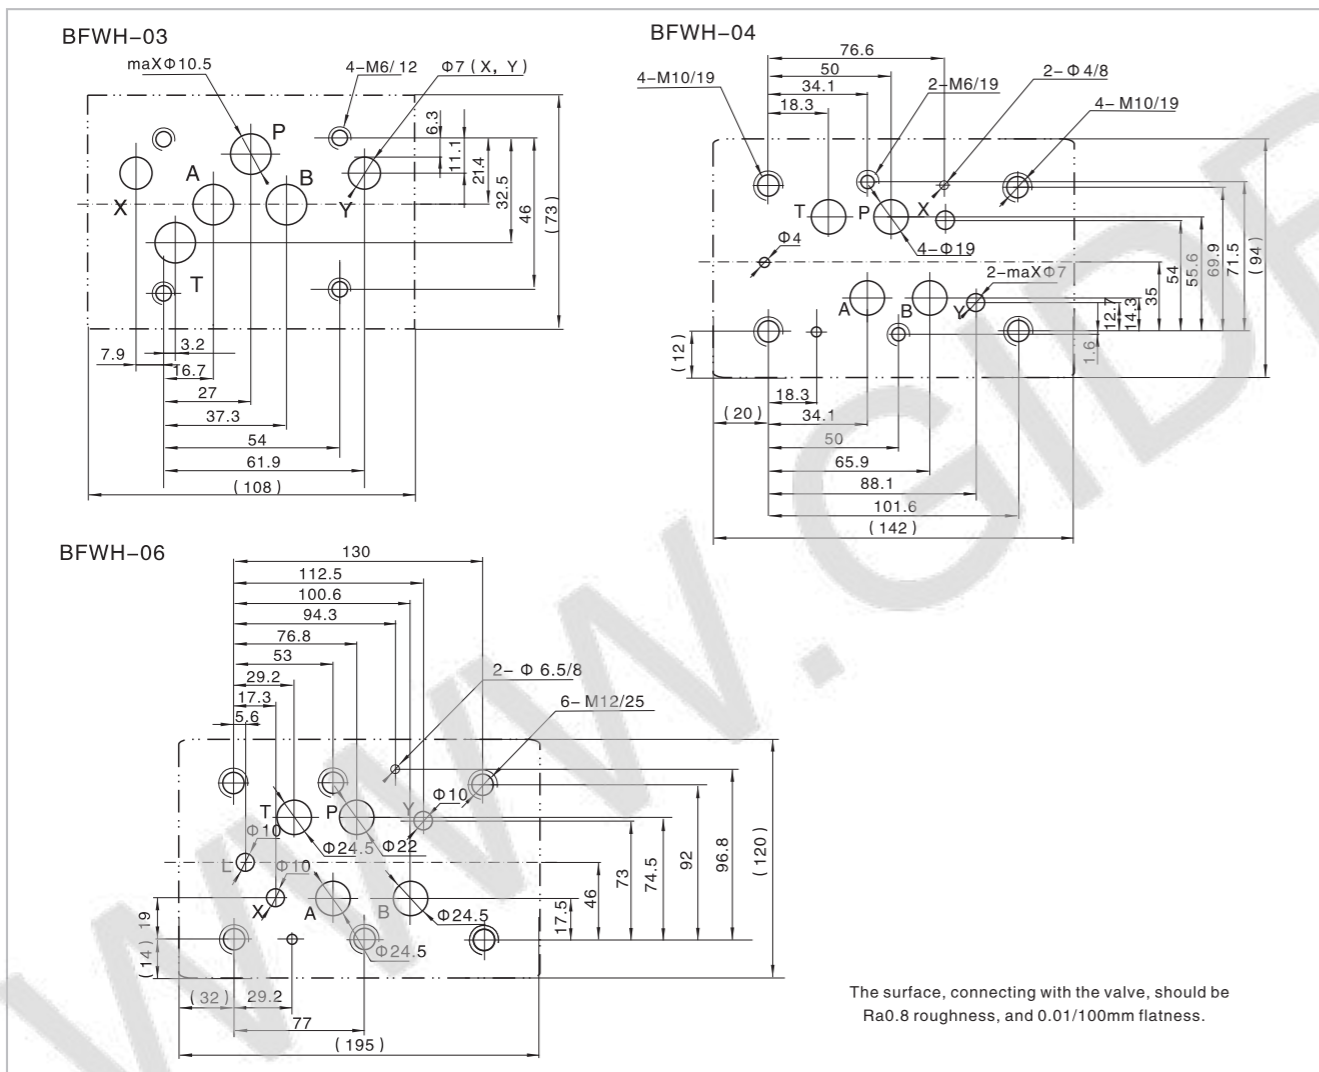 BFWH-03
maXΦ10.5
4-M6/12
Φ7 (X, Y)
P
A
B
X
Y
T
6.3
11.1
21.4
32.5
46
(73)
3.2
7.9
16.7
27
37.3
54
61.9
(108)
BFWH-04
76.6
50
34.1
18.3
4-M10/19
2-M6/19
2-Φ4/8
4-M10/19
T
P
X
Φ4
4-Φ19
2-maXΦ7
A
B
Y
1.6
12.7
14.3
35
54
55.6
69.9
71.5
(94)
(12)
(20)
18.3
34.1
50
65.9
88.1
101.6
(142)
BFWH-06
130
112.5
100.6
94.3
76.8
53
29.2
17.3
5.6
2-Φ 6.5/8
6-M12/25
T
P
Y
Φ10
Φ10
Φ24.5
Φ22
L
Φ10
X
A
B
Φ24.5
Φ24.5
19
(14)
17.5
46
73
74.5
92
96.8
(120)
(32)
29.2
77
(195)
The surface, connecting with the valve, should be
Ra0.8 roughness, and 0.01/100mm flatness.